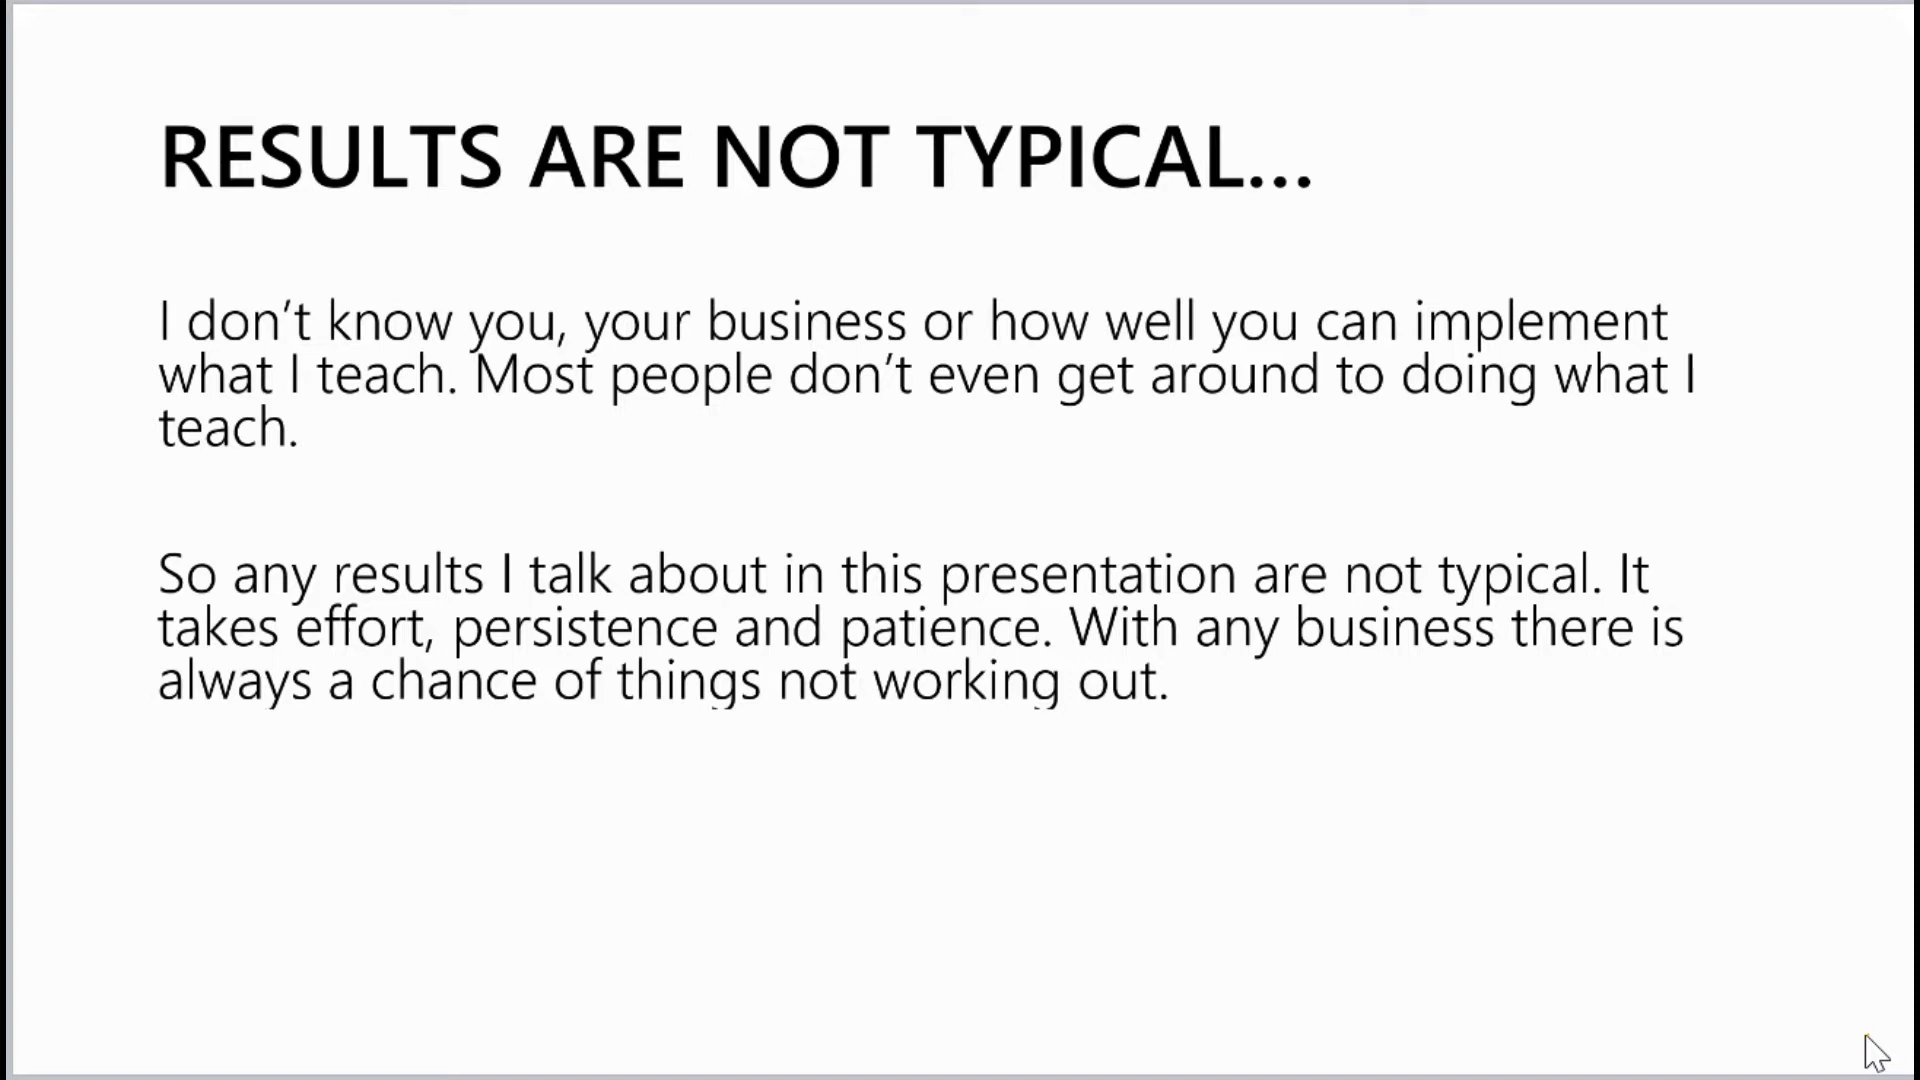 RESULTS ARE NOT TYPICAL...
I don’t know you, your business or how well you can implement
what I teach. Most people don’t even get around to doing what I
teach.
So any results I talk about in this presentation are not typical. It
takes effort, persistence and patience. With any business there is
always a chance of things not working out.